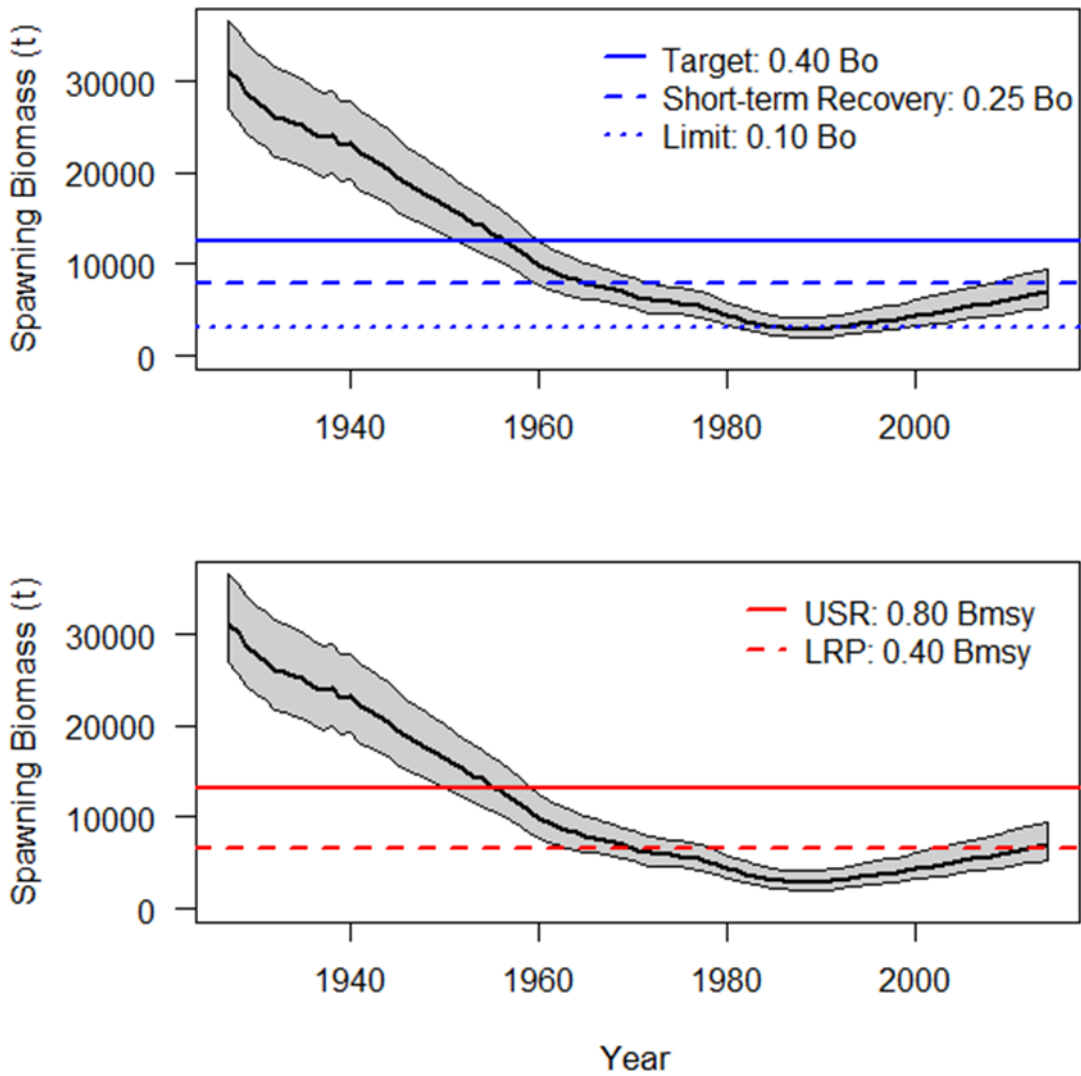 Spawning Biomass (t)
30000
20000
10000
0
Target: 0.40 Bo
Short-term Recovery: 0.25 Bo
Limit: 0.10 Bo
1940 1960 1980 2000
Spawning Biomass (t)
30000
20000
10000
0
USR: 0.80 Bmsy
LRP: 0.40 Bmsy
1940 1960 1980 2000
Year